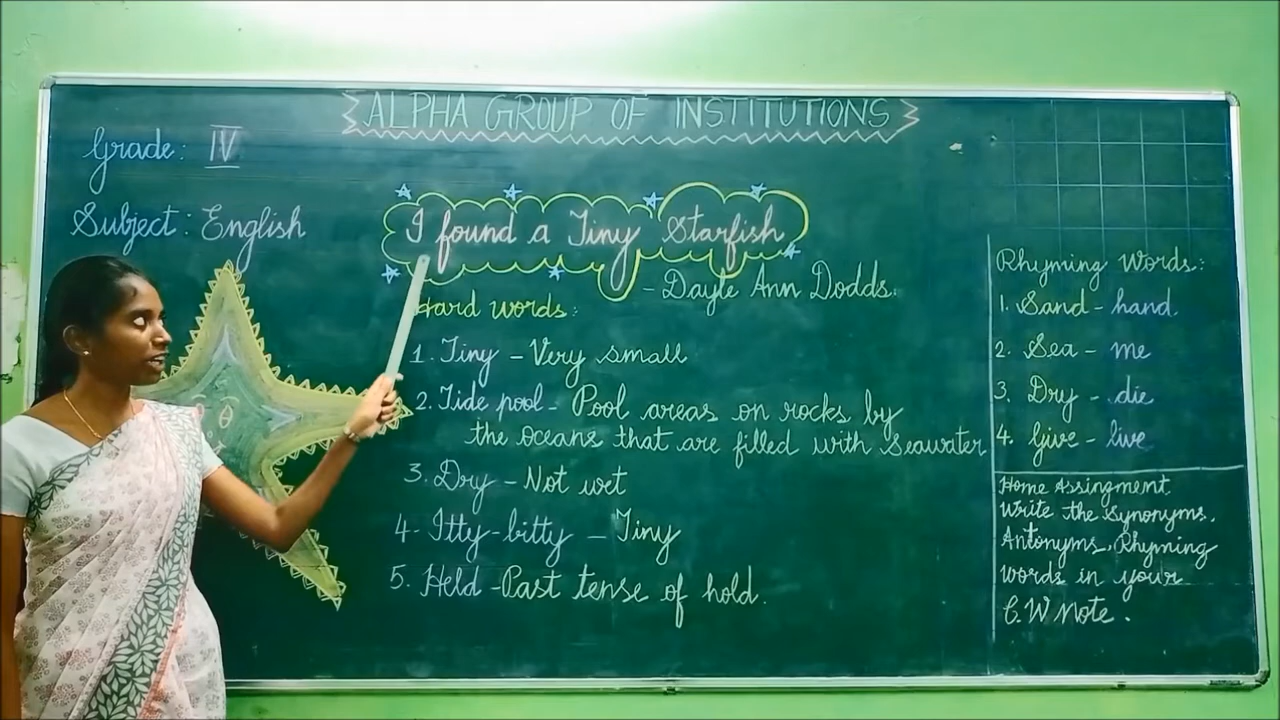 ALPHA GROUP OF INSTITUTIONS
Grade: IV
Subject: English
I found a Tiny Starfish
- Dayle Ann Dodds.
Hard words:
1. Tiny - Very small
2. Tide pool - Pool areas on rocks by
the oceans that are filled with Seawater
3. Dry - Not wet
4- Itty-bitty - Tiny
5. Held - Past tense of hold.
Rhyming Words:
1. Sand - hand.
2. Sea - me
3. Dry - die
4. Give - live
Home Assingment.
Write the Synonyms,
Antonyms, Rhyming
words in your
C.W Note.